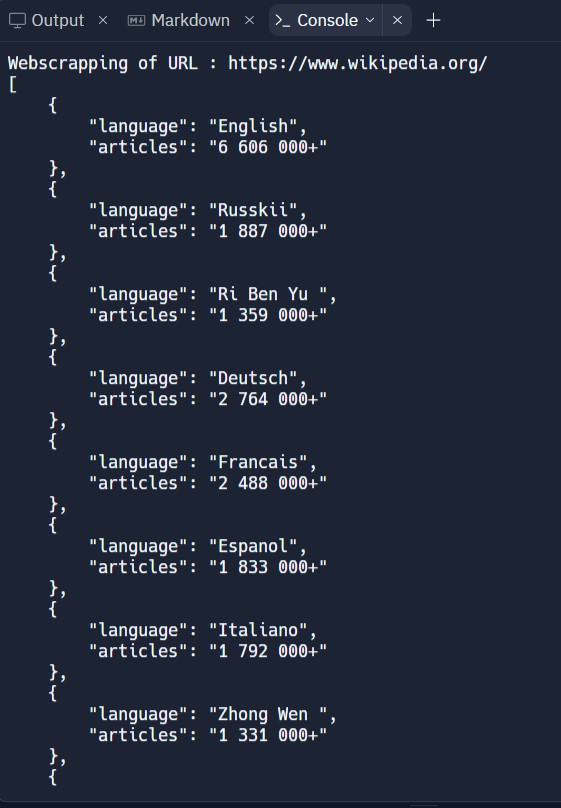 Output × Markdown × >_ Console × +
Webscrapping of URL : https://www.wikipedia.org/
[
    {
        "language": "English",
        "articles": "6 606 000+"
    },
    {
        "language": "Russkii",
        "articles": "1 887 000+"
    },
    {
        "language": "Ri Ben Yu ",
        "articles": "1 359 000+"
    },
    {
        "language": "Deutsch",
        "articles": "2 764 000+"
    },
    {
        "language": "Francais",
        "articles": "2 488 000+"
    },
    {
        "language": "Espanol",
        "articles": "1 833 000+"
    },
    {
        "language": "Italiano",
        "articles": "1 792 000+"
    },
    {
        "language": "Zhong Wen ",
        "articles": "1 331 000+"
    },
    {